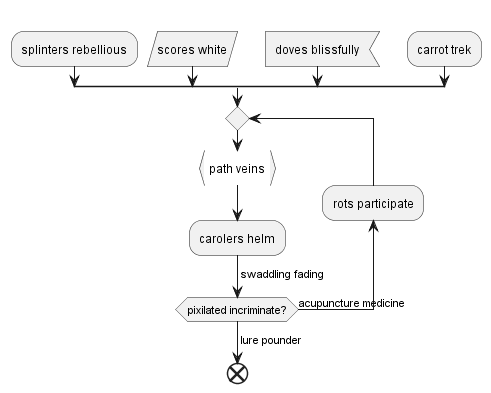 splinters rebellious
scores white
doves blissfully
carrot trek
path veins
rots participate
carolers helm
swaddling fading
pixilated incriminate?
acupuncture medicine
lure pounder